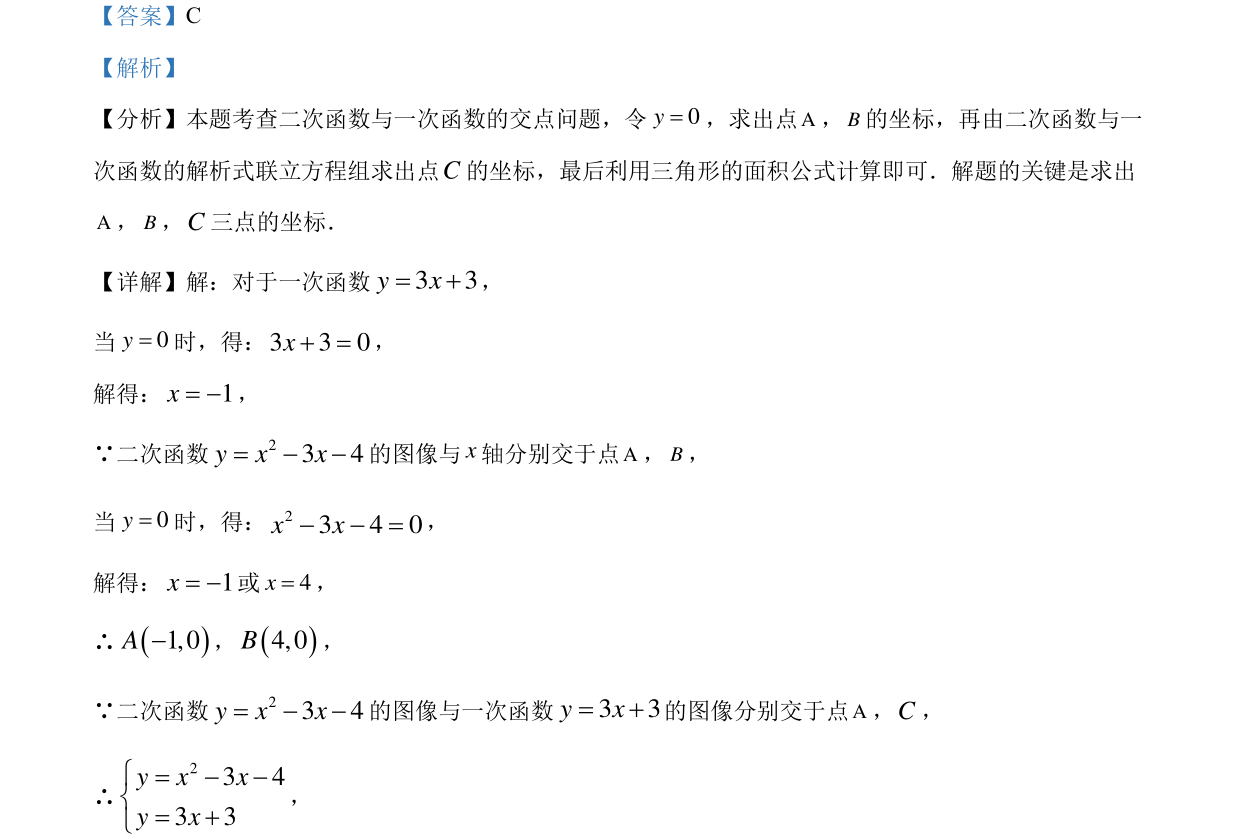 【答案】C
【解析】
【分析】本题考查二次函数与一次函数的交点问题，令 y = 0，求出点 A，B 的坐标，再由二次函数与一
次函数的解析式联立方程组求出点 C 的坐标，最后利用三角形的面积公式计算即可．解题的关键是求出
A，B，C 三点的坐标．
【详解】解：对于一次函数 y = 3x + 3，
当 y = 0 时，得：3x + 3 = 0，
解得：x = −1，
∵二次函数 y = x² − 3x − 4 的图像与 x 轴分别交于点 A，B，
当 y = 0 时，得：x² − 3x − 4 = 0，
解得：x = −1 或 x = 4，
∴ A(−1,0)，B(4,0)，
∵二次函数 y = x² − 3x − 4 的图像与一次函数 y = 3x + 3 的图像分别交于点 A，C，
∴ { y = x² − 3x − 4
y = 3x + 3 ，